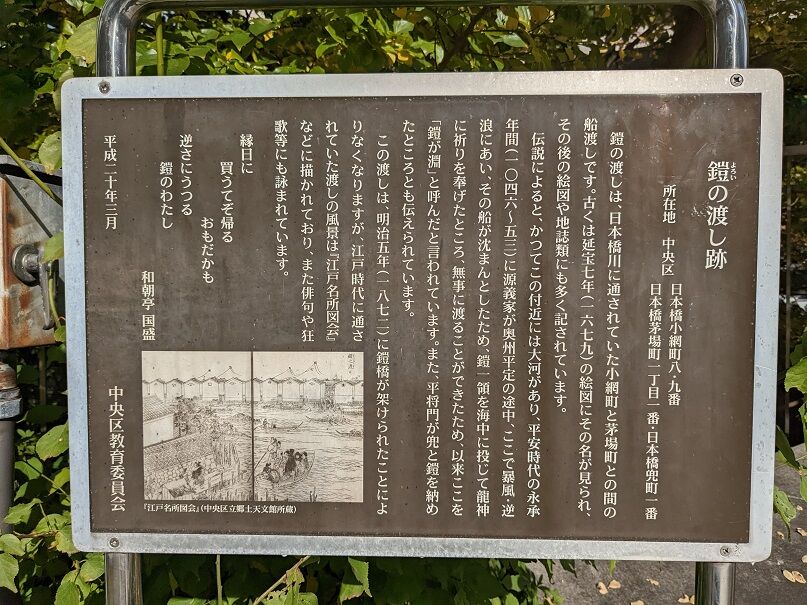 鎧の渡し跡
よろい
所在地 中央区 日本橋小網町八・九番
日本橋茅場町一丁目一番・日本橋兜町一番
鎧の渡しは、日本橋川に通されていた小網町と茅場町との間の
船渡しです。古くは延宝七年(一六七九)の絵図にその名が見られ、
その後の絵図や地誌類にも多く記されています。
伝説によると、かつてこの付近には大河があり、平安時代の永承
年間(一〇四六~五三)に源義家が奥州平定の途中、ここで暴風・逆
浪にあい、その船が沈まんとしたため、鎧一領を海中に投じて龍神
に祈りを奉げたところ、無事に渡ることができたため、以来ここを
「鎧が淵」と呼んだと言われています。また、平将門が兜と鎧を納め
たところとも伝えられています。
この渡しは、明治五年(一八七二)に鎧橋が架けられたことによ
りなくなりますが、江戸時代に通さ
れていた渡しの風景は『江戸名所図会』
などに描かれており、また俳句や狂
歌等にも詠まれています。
縁日に
買うてぞ帰る
おもだかも
逆さにうつる
鎧のわたし
和朝亭 国盛
平成二十年三月
中央区教育委員会
『江戸名所図会』(中央区立郷土天文館所蔵)